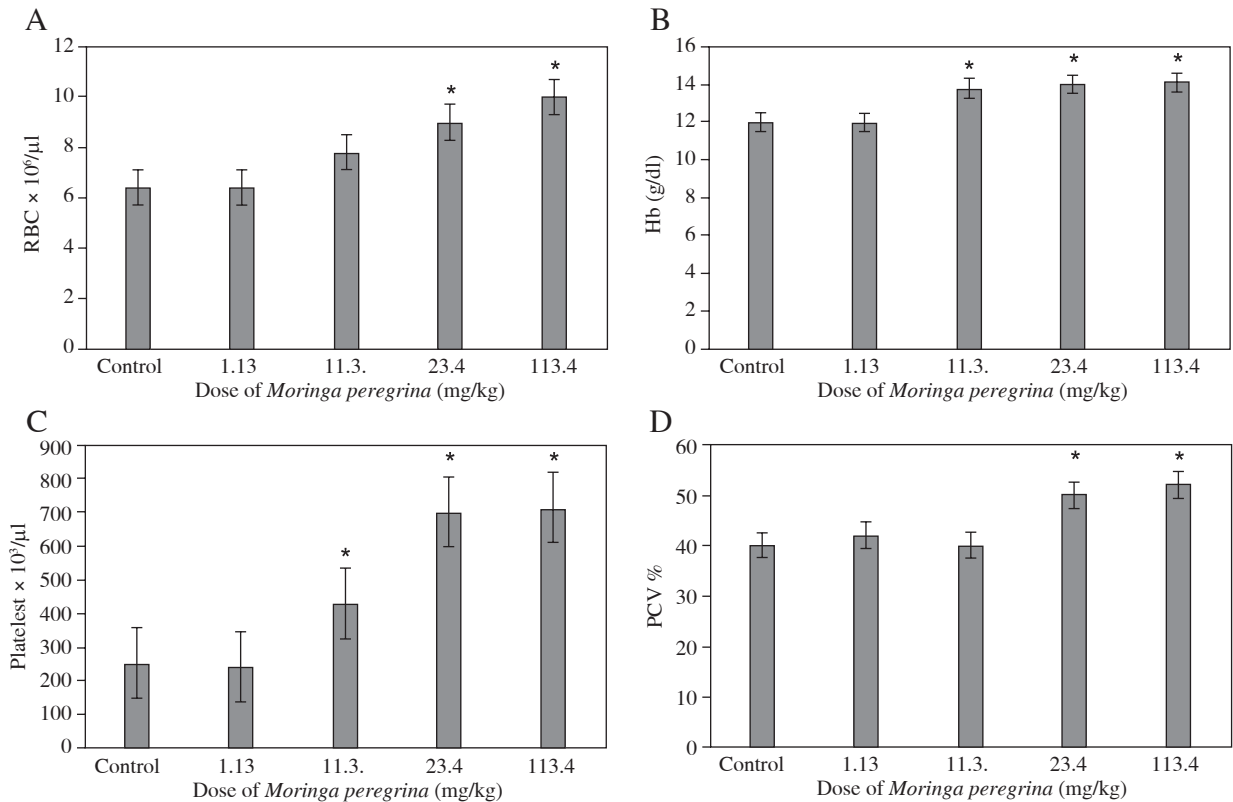 A
12
10
8
6
4
2
0
RBC × 10⁶/µl
* *
Control 1.13 11.3. 23.4 113.4
Dose of Moringa peregrina (mg/kg)
B
16
14
12
10
8
6
4
2
0
Hb (g/dl)
* * *
Control 1.13 11.3. 23.4 113.4
Dose of Moringa peregrina (mg/kg)
C
900
800
700
600
500
400
300
200
100
0
Platelest × 10³/µl
* * *
Control 1.13 11.3. 23.4 113.4
Dose of Moringa peregrina (mg/kg)
D
60
50
40
30
20
10
0
PCV %
* *
Control 1.13 11.3. 23.4 113.4
Dose of Moringa peregrina (mg/kg)